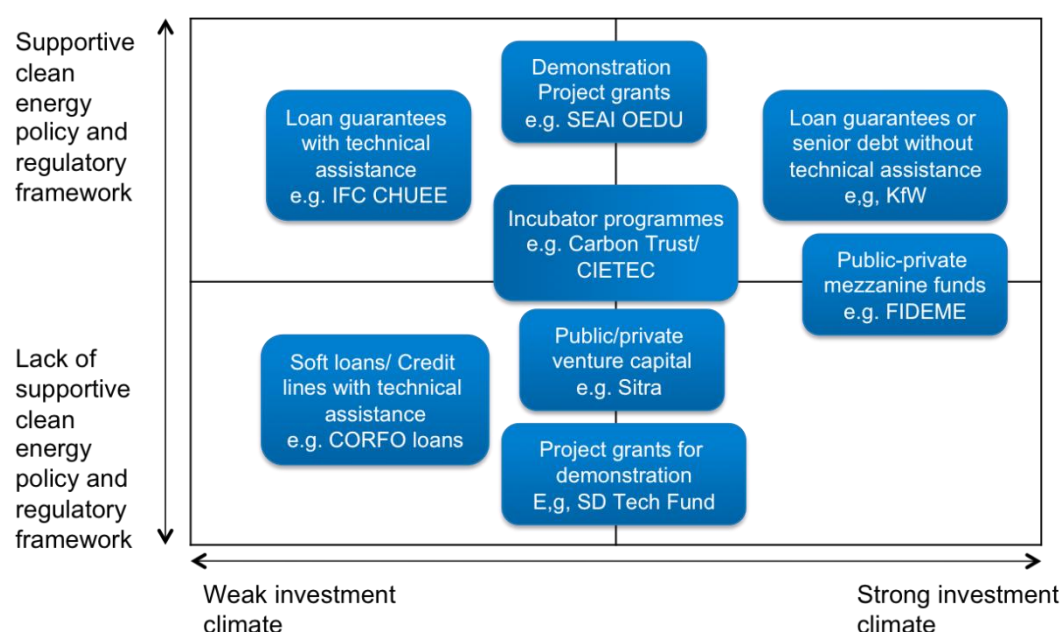 Supportive
clean
energy
policy and
regulatory
framework
Demonstration
Project grants
e.g. SEAI OEDU
Loan guarantees
with technical
assistance
e.g. IFC CHUEE
Loan guarantees or
senior debt without
technical assistance
e,g, KfW
Incubator programmes
e.g. Carbon Trust/
CIETEC
Public-private
mezzanine funds
e.g. FIDEME
Lack of
supportive
clean
energy
policy and
regulatory
framework
Soft loans/ Credit
lines with technical
assistance
e.g. CORFO loans
Public/private
venture capital
e.g. Sitra
Project grants for
demonstration
E,g, SD Tech Fund
Weak investment
climate
Strong investment
climate